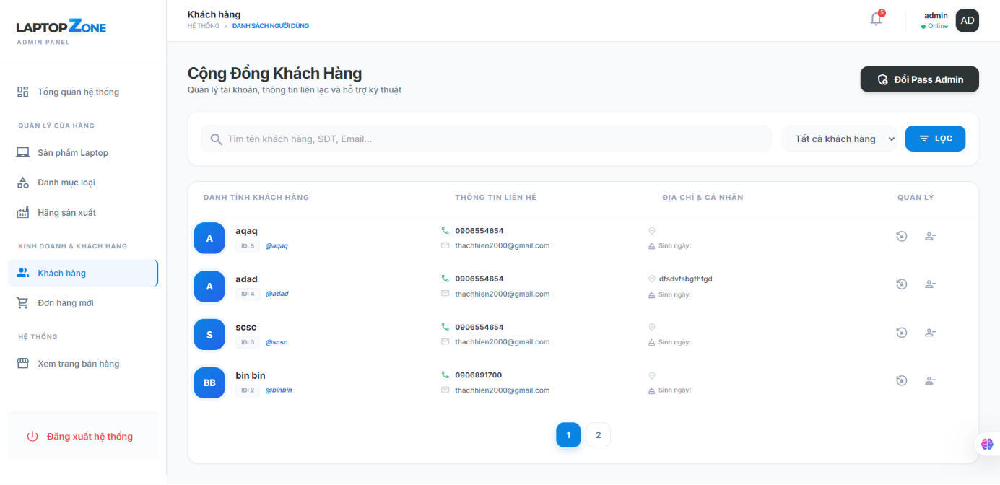 LAPTOPZONE
ADMIN PANEL
Tổng quan hệ thống
QUẢN LÝ CỬA HÀNG
Sản phẩm Laptop
Danh mục loại
Hãng sản xuất
KINH DOANH & KHÁCH HÀNG
Khách hàng
Đơn hàng mới
HỆ THỐNG
Xem trang bán hàng
Đăng xuất hệ thống
Khách hàng
HỆ THỐNG > DANH SÁCH NGƯỜI DÙNG
5
admin
Online
AD
Cộng Đồng Khách Hàng
Quản lý tài khoản, thông tin liên lạc và hỗ trợ kỹ thuật
Đổi Pass Admin
Tìm tên khách hàng, SĐT, Email...
Tất cả khách hàng
LỌC
DANH TÍNH KHÁCH HÀNG THÔNG TIN LIÊN HỆ ĐỊA CHỈ & CÁ NHÂN QUẢN LÝ
A
aqaq
ID: 5 @aqaq
0906554654
thachhien2000@gmail.com
Sinh ngày:
A
adad
ID: 4 @adad
0906554654
thachhien2000@gmail.com
dfsdvfsbgfhfgd
Sinh ngày:
S
scsc
ID: 3 @scsc
0906554654
thachhien2000@gmail.com
Sinh ngày:
BB
bin bin
ID: 2 @binbin
0906891700
thachhien2000@gmail.com
Sinh ngày:
1 2